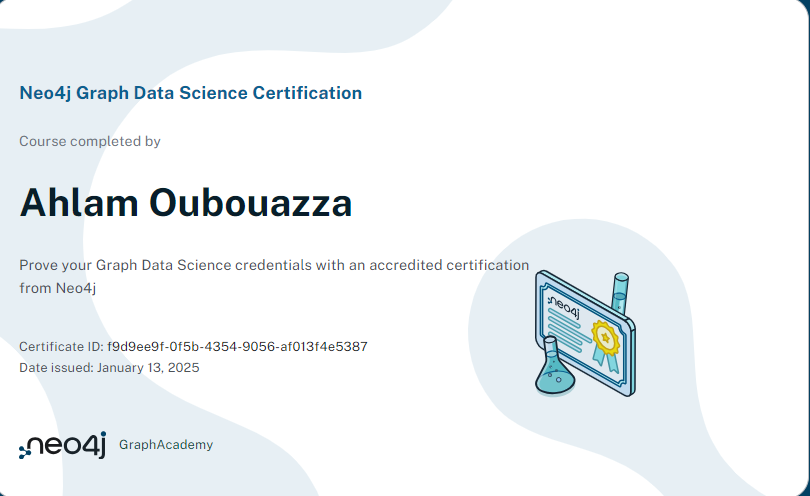 Neo4j Graph Data Science Certification
Course completed by
Ahlam Oubouazza
Prove your Graph Data Science credentials with an accredited certification
from Neo4j
neo4j
Certificate ID: f9d9ee9f-0f5b-4354-9056-af013f4e5387
Date issued: January 13, 2025
neo4j GraphAcademy